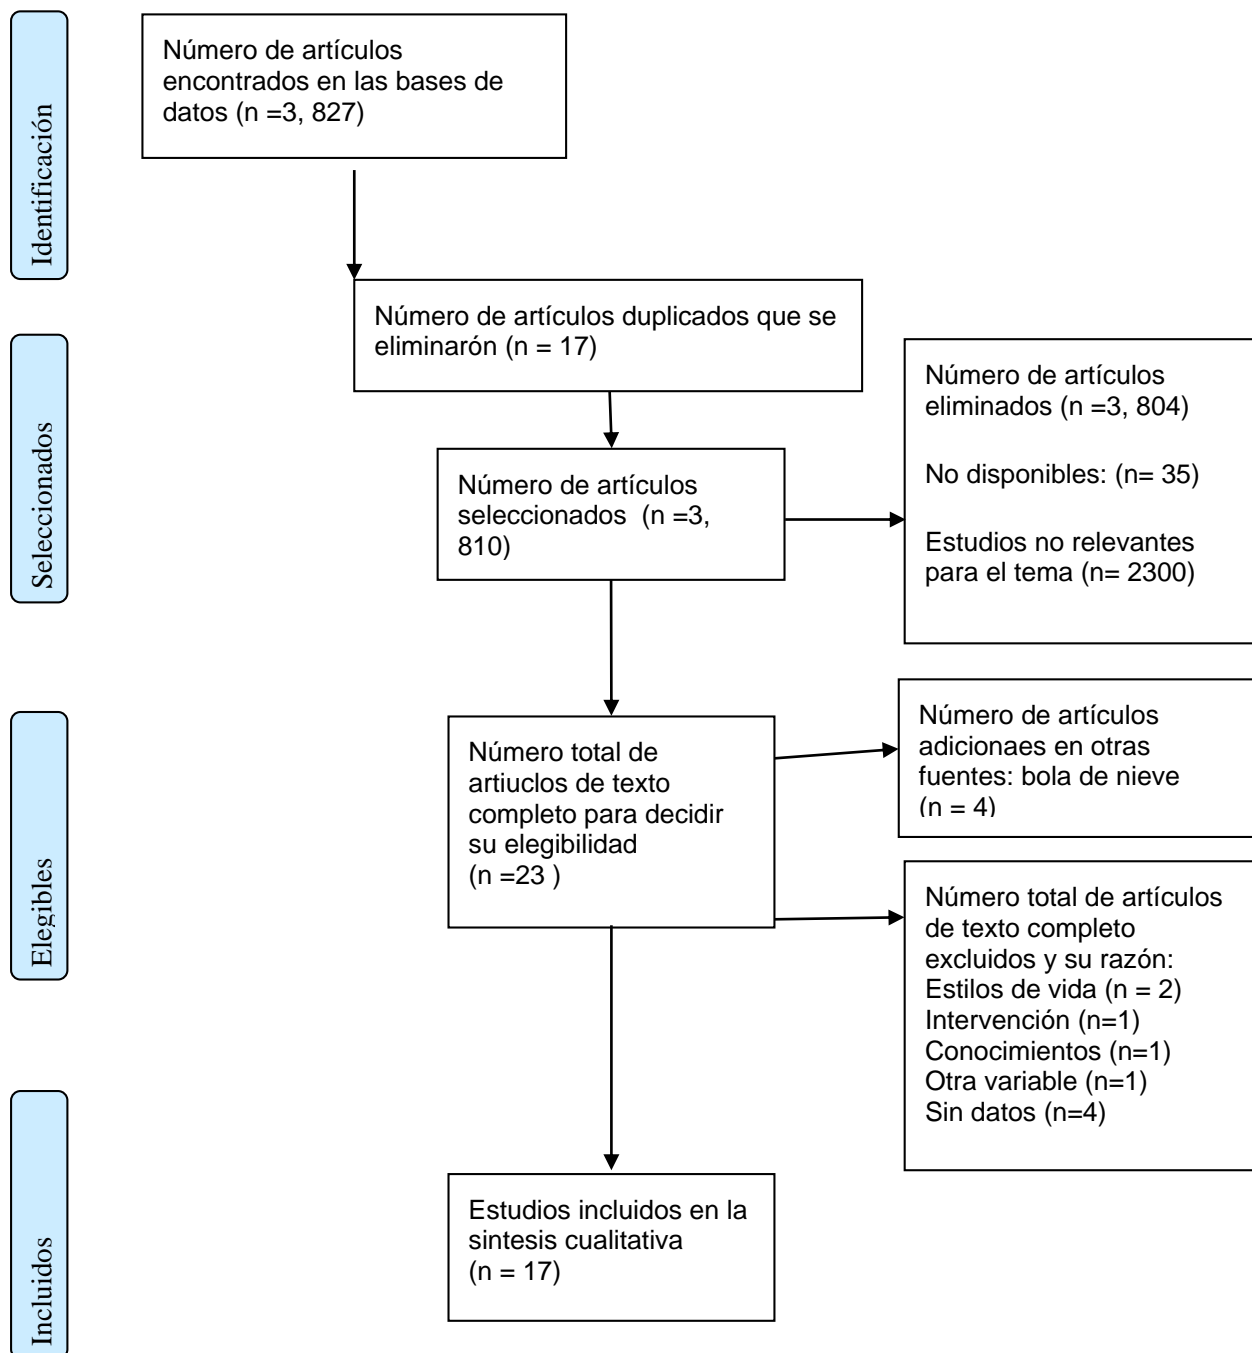 Identificación
Número de artículos
encontrados en las bases de
datos (n =3, 827)
Número de artículos duplicados que se
eliminarón (n = 17)
Seleccionados
Número de artículos
seleccionados  (n =3,
810)
Número de artículos
eliminados (n =3, 804)
No disponibles: (n= 35)
Estudios no relevantes
para el tema (n= 2300)
Elegibles
Número total de
artiuclos de texto
completo para decidir
su elegibilidad
(n =23 )
Número de artículos
adicionaes en otras
fuentes: bola de nieve
(n = 4)
Número total de artículos
de texto completo
excluidos y su razón:
Estilos de vida (n = 2)
Intervención (n=1)
Conocimientos (n=1)
Otra variable (n=1)
Sin datos (n=4)
Incluidos
Estudios incluidos en la
sintesis cualitativa
(n = 17)